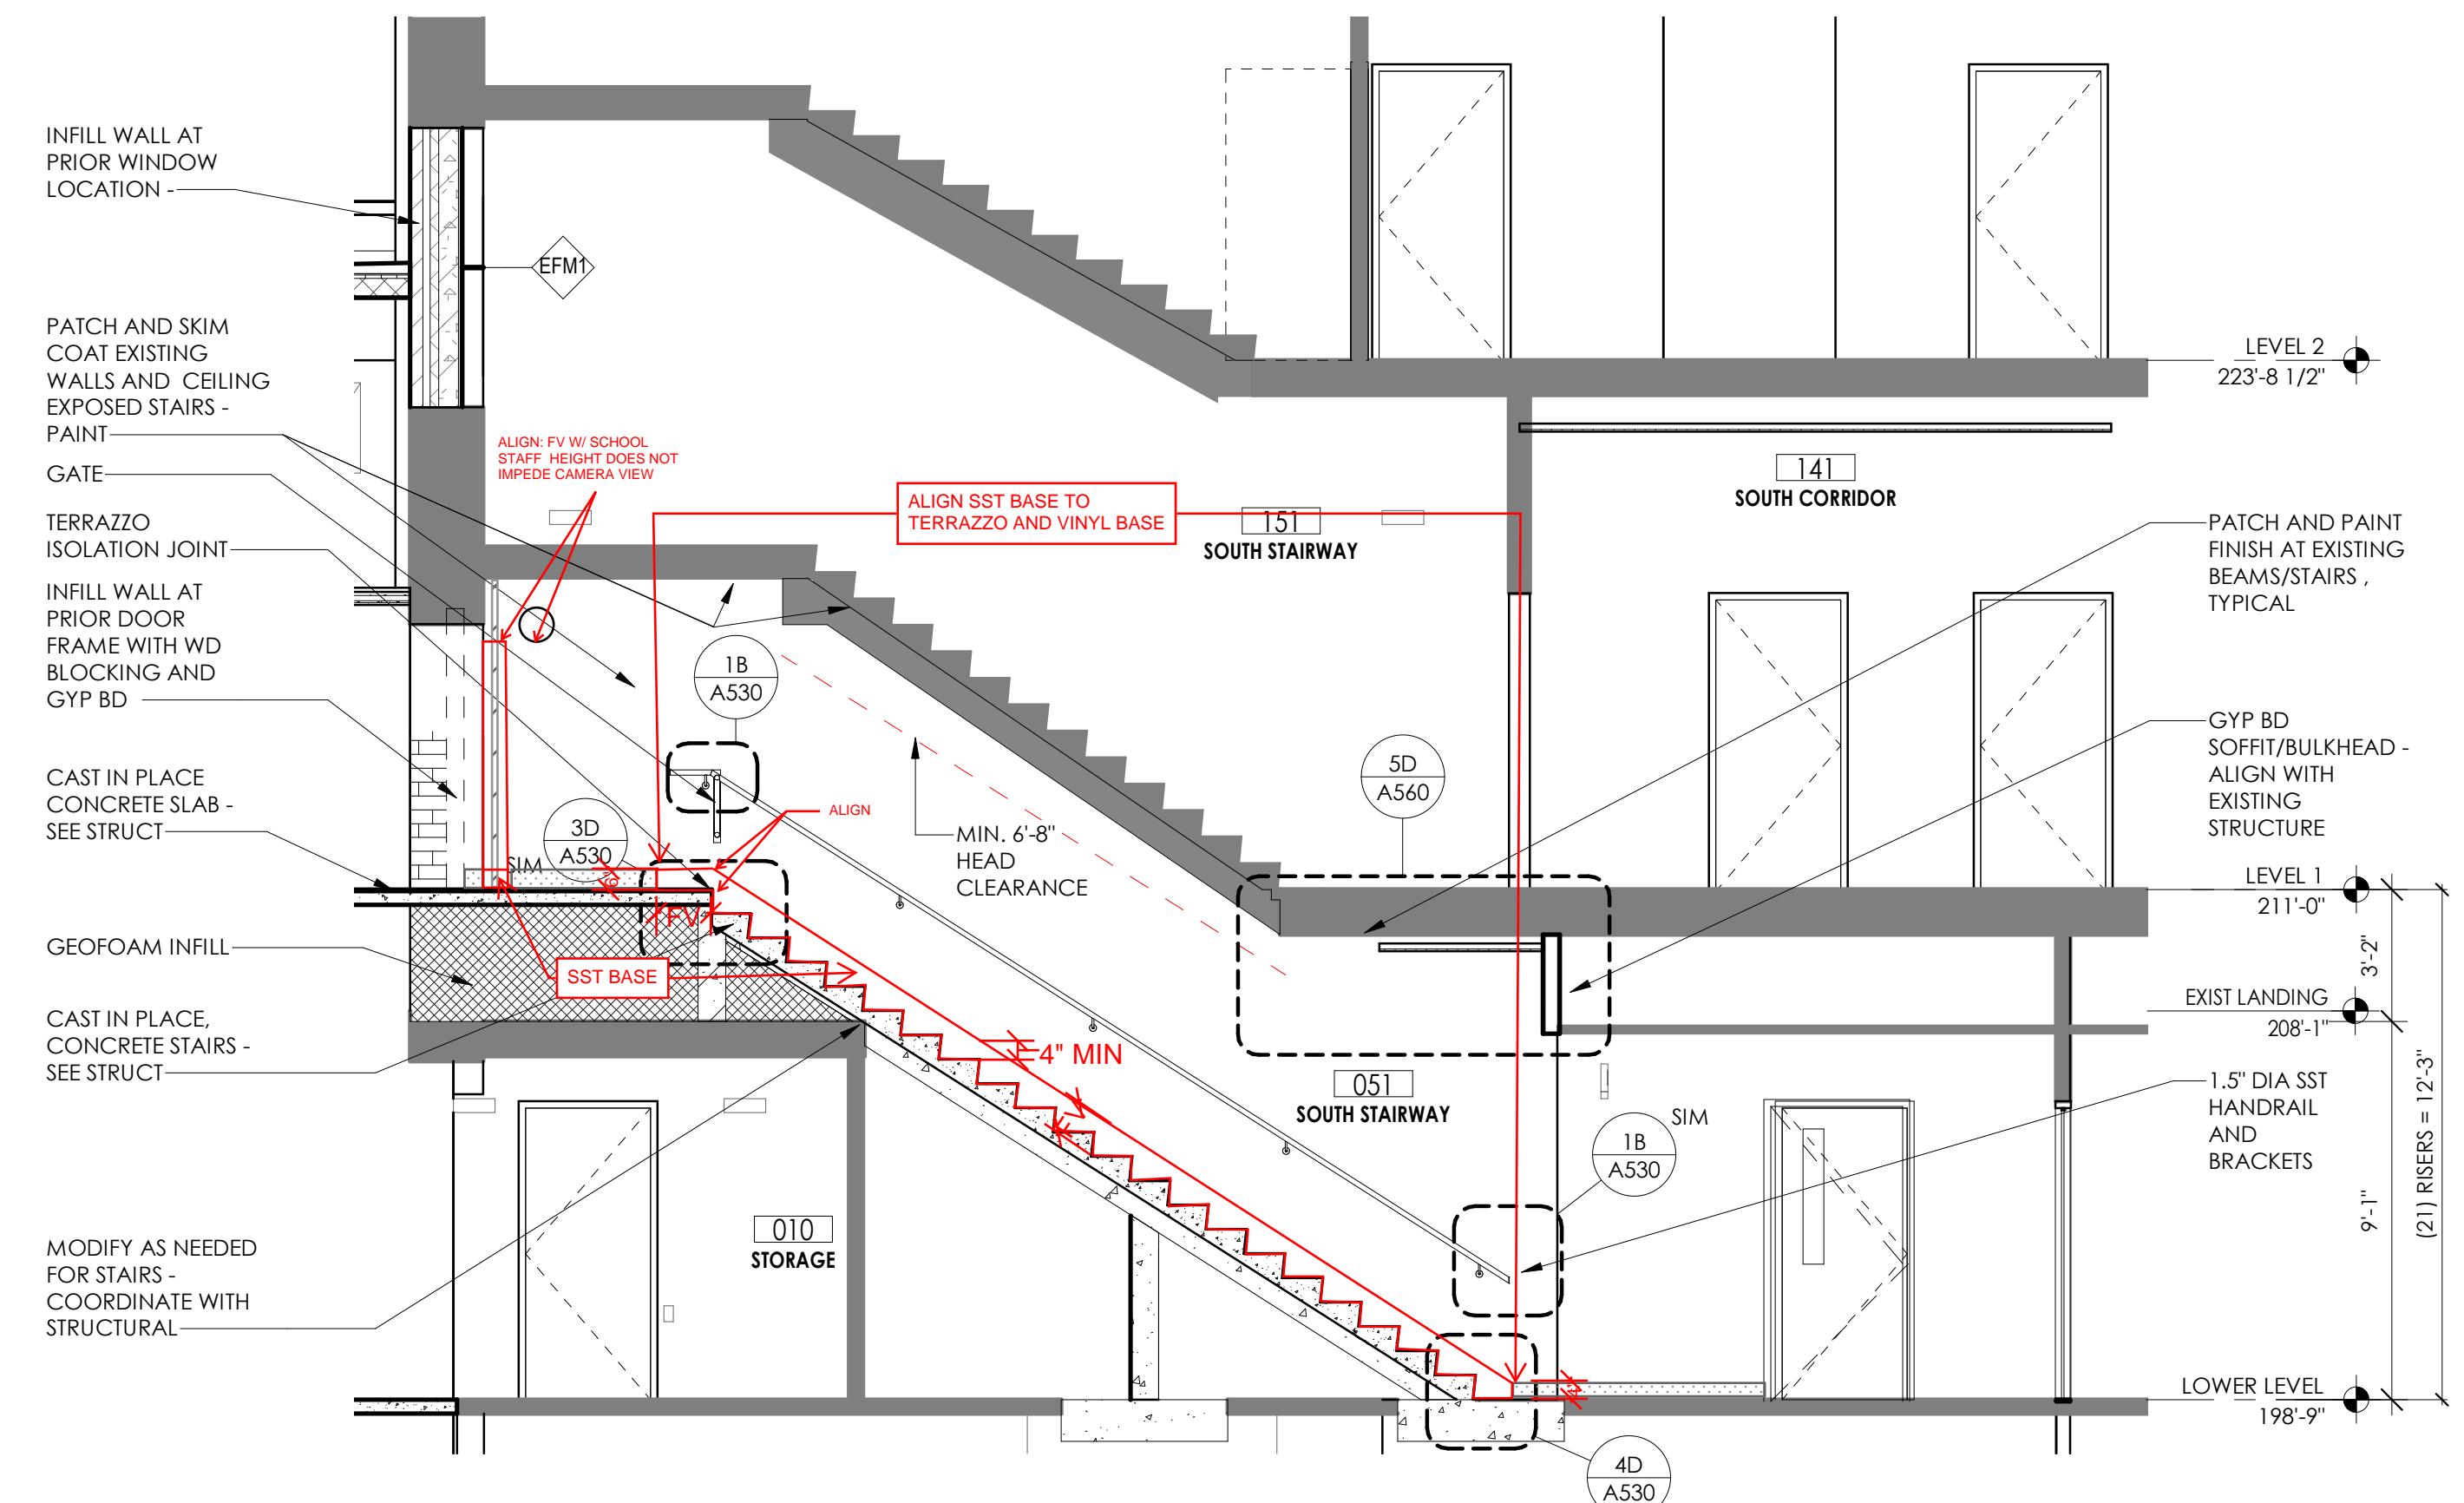 INFILL WALL AT
PRIOR WINDOW
LOCATION -
EFM1
PATCH AND SKIM
COAT EXISTING
WALLS AND CEILING
EXPOSED STAIRS -
PAINT
GATE
TERRAZZO
ISOLATION JOINT
INFILL WALL AT
PRIOR DOOR
FRAME WITH WD
BLOCKING AND
GYP BD
CAST IN PLACE
CONCRETE SLAB -
SEE STRUCT
GEOFOAM INFILL
CAST IN PLACE,
CONCRETE STAIRS -
SEE STRUCT
MODIFY AS NEEDED
FOR STAIRS -
COORDINATE WITH
STRUCTURAL
ALIGN: FV W/ SCHOOL
STAFF HEIGHT DOES NOT
IMPEDE CAMERA VIEW
ALIGN SST BASE TO
TERRAZZO AND VINYL BASE
151
SOUTH STAIRWAY
141
SOUTH CORRIDOR
1B
A530
3D
A530
SIM
ALIGN
FV
SST BASE
MIN. 6'-8"
HEAD
CLEARANCE
5D
A560
4" MIN
051
SOUTH STAIRWAY
SIM
1B
A530
010
STORAGE
4D
A530
LEVEL 2
223'-8 1/2"
PATCH AND PAINT
FINISH AT EXISTING
BEAMS/STAIRS ,
TYPICAL
GYP BD
SOFFIT/BULKHEAD -
ALIGN WITH
EXISTING
STRUCTURE
LEVEL 1
211'-0"
3'-2"
EXIST LANDING
208'-1"
1.5" DIA SST
HANDRAIL
AND
BRACKETS
9'-1"
(21) RISERS = 12'-3"
LOWER LEVEL
198'-9"